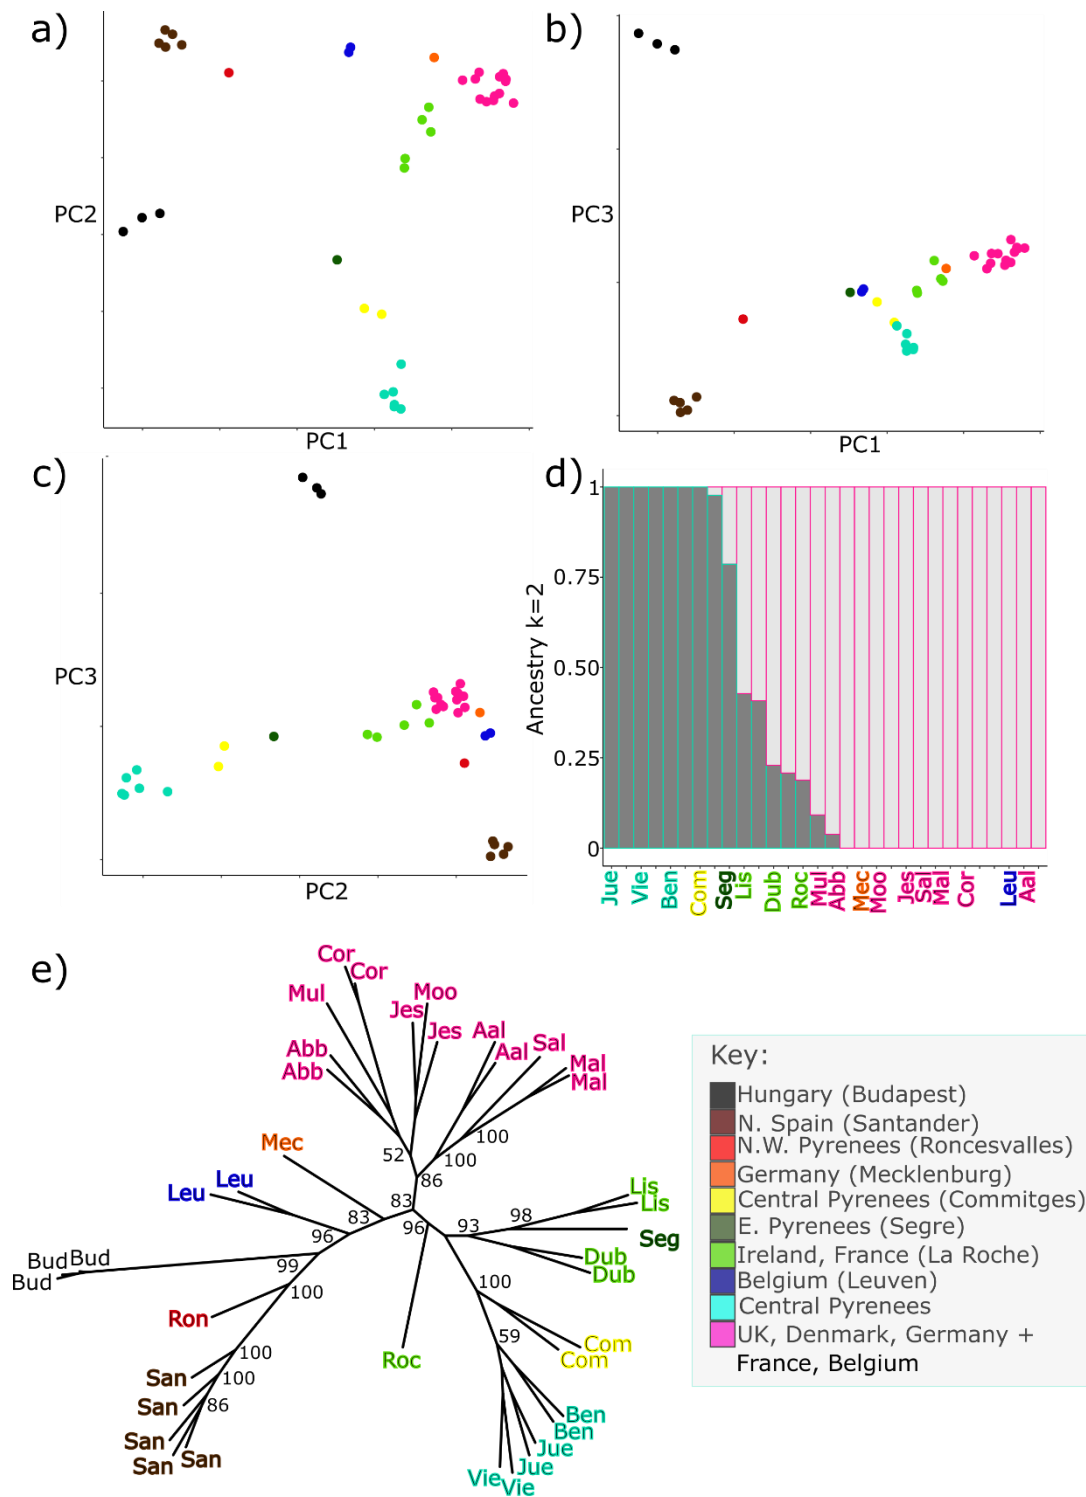 a)
PC2
PC1
b)
PC3
PC1
c)
PC3
PC2
d)
Ancestry k=2
1
0.75
0.50
0.25
0
Jue
Vie
Ben
Com
Seg
Lis
Dub
Roc
Mul
Abb
Mec
Moo
Jes
Sal
Mal
Cor
Leu
Aal
e)
Cor
Cor
Mul
Moo
Jes
Jes
Aal
Aal
Sal
Mal
Mal
Abb
Abb
52
100
100
86
Mec
Leu
Leu
83
83
96
96
93
98
Lis
Lis
Seg
Dub
Dub
Bud
Bud
Bud
99
100
100
Ron
Roc
59
Com
Com
100
100
86
San
San
San
San
San
Ben
Ben
Jue
Jue
Vie
Vie
Key:
Hungary (Budapest)
N. Spain (Santander)
N.W. Pyrenees (Roncesvalles)
Germany (Mecklenburg)
Central Pyrenees (Commitges)
E. Pyrenees (Segre)
Ireland, France (La Roche)
Belgium (Leuven)
Central Pyrenees
UK, Denmark, Germany +
France, Belgium